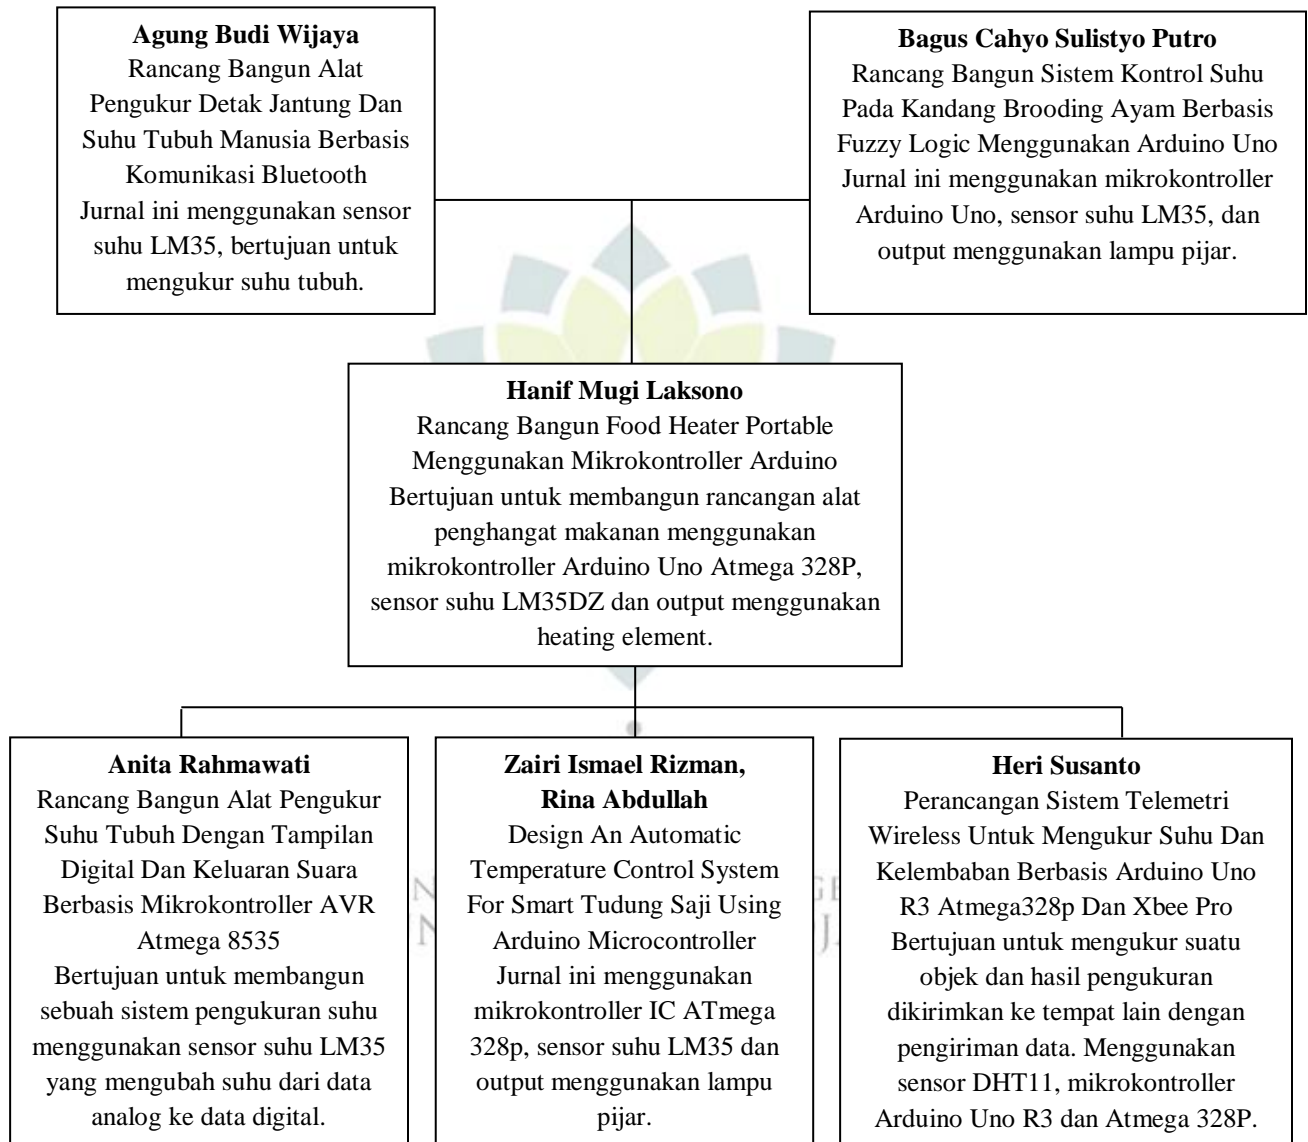 Agung Budi Wijaya
Rancang Bangun Alat
Pengukur Detak Jantung Dan
Suhu Tubuh Manusia Berbasis
Komunikasi Bluetooth
Jurnal ini menggunakan sensor
suhu LM35, bertujuan untuk
mengukur suhu tubuh.
Bagus Cahyo Sulistyo Putro
Rancang Bangun Sistem Kontrol Suhu
Pada Kandang Brooding Ayam Berbasis
Fuzzy Logic Menggunakan Arduino Uno
Jurnal ini menggunakan mikrokontroller
Arduino Uno, sensor suhu LM35, dan
output menggunakan lampu pijar.
Hanif Mugi Laksono
Rancang Bangun Food Heater Portable
Menggunakan Mikrokontroller Arduino
Bertujuan untuk membangun rancangan alat
penghangat makanan menggunakan
mikrokontroller Arduino Uno Atmega 328P,
sensor suhu LM35DZ dan output menggunakan
heating element.
Anita Rahmawati
Rancang Bangun Alat Pengukur
Suhu Tubuh Dengan Tampilan
Digital Dan Keluaran Suara
Berbasis Mikrokontroller AVR
Atmega 8535
Bertujuan untuk membangun
sebuah sistem pengukuran suhu
menggunakan sensor suhu LM35
yang mengubah suhu dari data
analog ke data digital.
Zairi Ismael Rizman,
Rina Abdullah
Design An Automatic
Temperature Control System
For Smart Tudung Saji Using
Arduino Microcontroller
Jurnal ini menggunakan
mikrokontroller IC ATmega
328p, sensor suhu LM35 dan
output menggunakan lampu
pijar.
Heri Susanto
Perancangan Sistem Telemetri
Wireless Untuk Mengukur Suhu Dan
Kelembaban Berbasis Arduino Uno
R3 Atmega328p Dan Xbee Pro
Bertujuan untuk mengukur suatu
objek dan hasil pengukuran
dikirimkan ke tempat lain dengan
pengiriman data. Menggunakan
sensor DHT11, mikrokontroller
Arduino Uno R3 dan Atmega 328P.